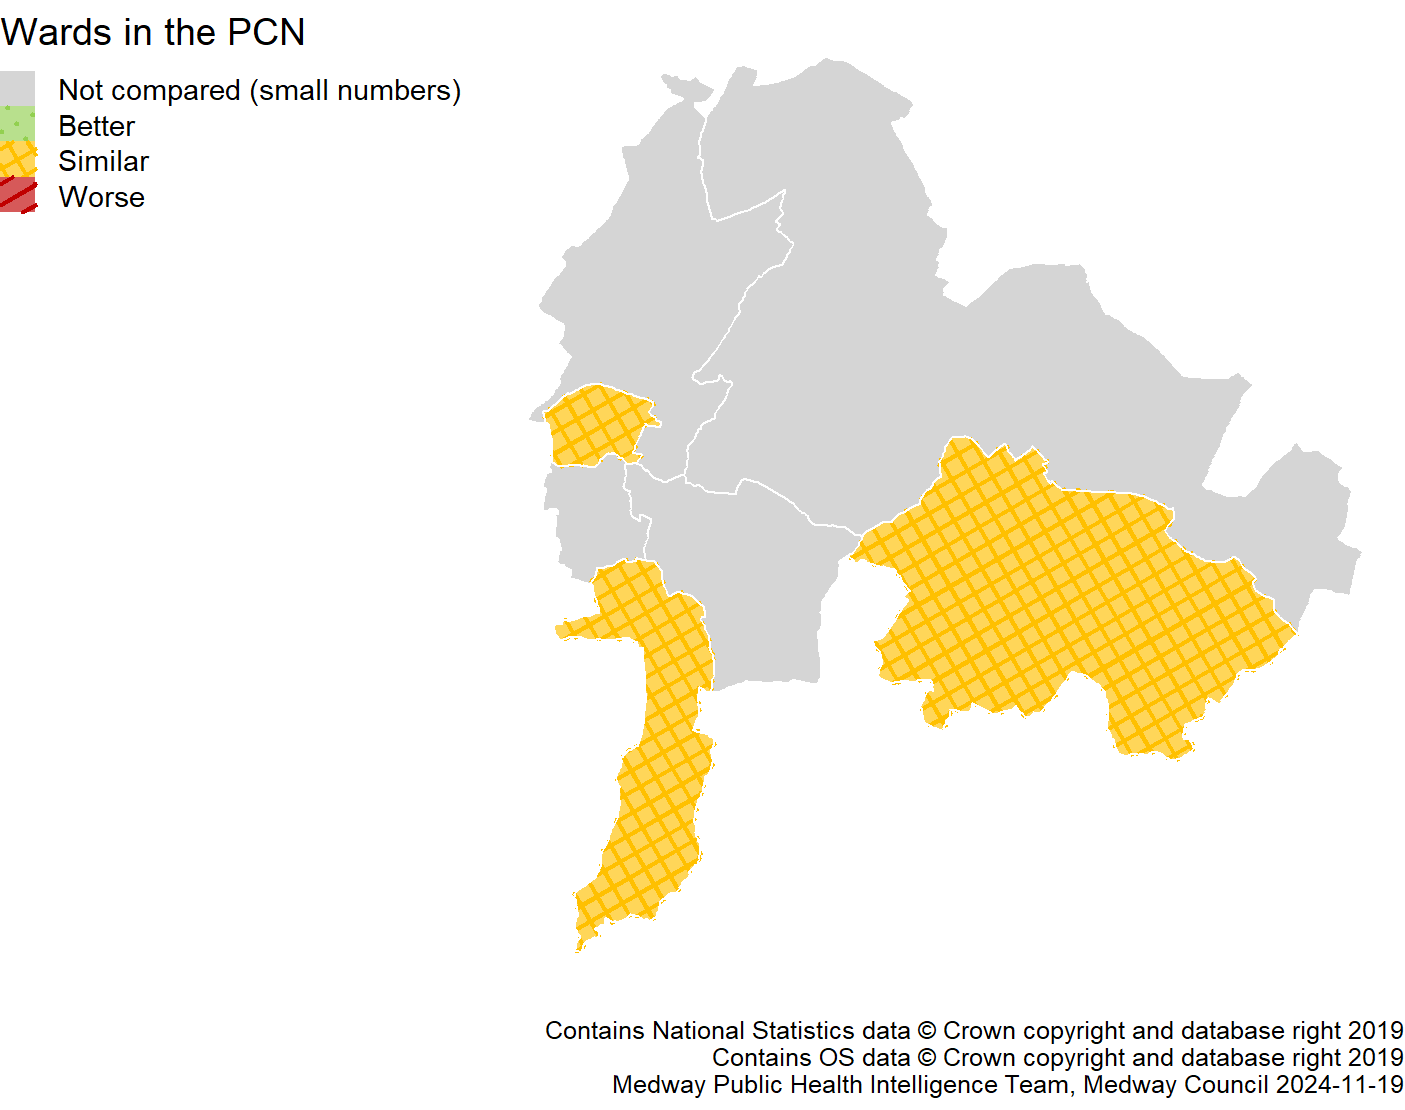 Wards in the PCN
Not compared (small numbers)
Better
Similar
Worse
Contains National Statistics data © Crown copyright and database right 2019
Contains OS data © Crown copyright and database right 2019
Medway Public Health Intelligence Team, Medway Council 2024-11-19